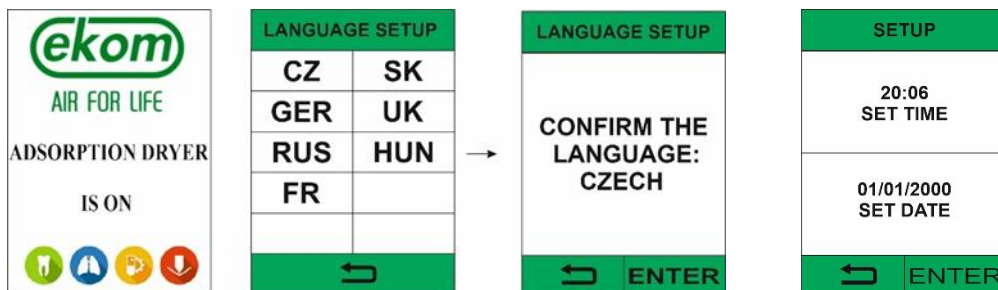 ekom
AIR FOR LIFE
ADSORPTION DRYER
IS ON
LANGUAGE SETUP
CZ SK
GER UK
RUS HUN
FR
LANGUAGE SETUP
CONFIRM THE
LANGUAGE:
CZECH
ENTER
SETUP
20:06
SET TIME
01/01/2000
SET DATE
ENTER